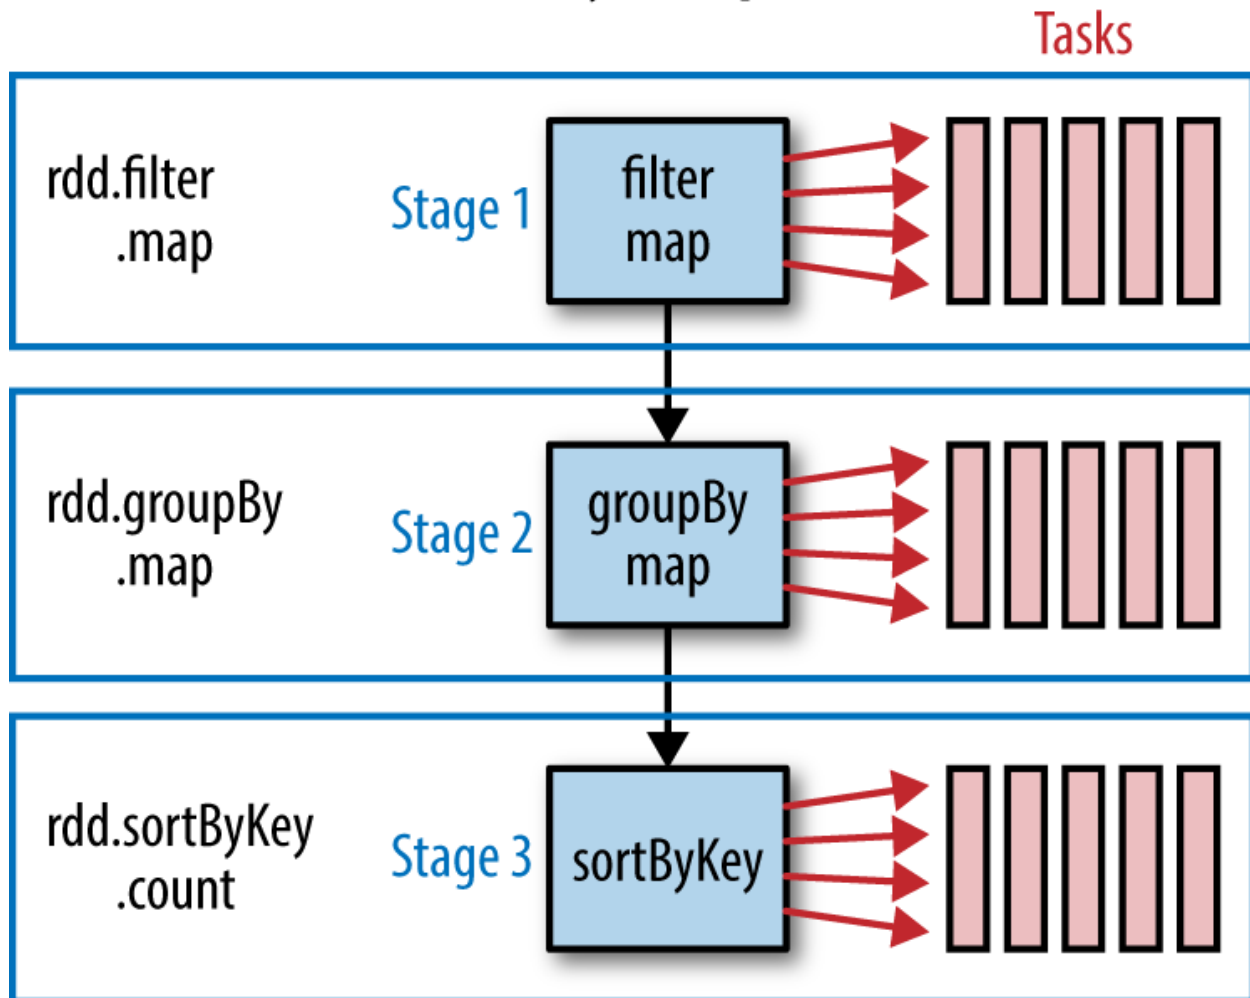 Tasks
rdd.filter
.map
Stage 1
filter
map
rdd.groupBy
.map
Stage 2
groupBy
map
rdd.sortByKey
.count
Stage 3
sortByKey